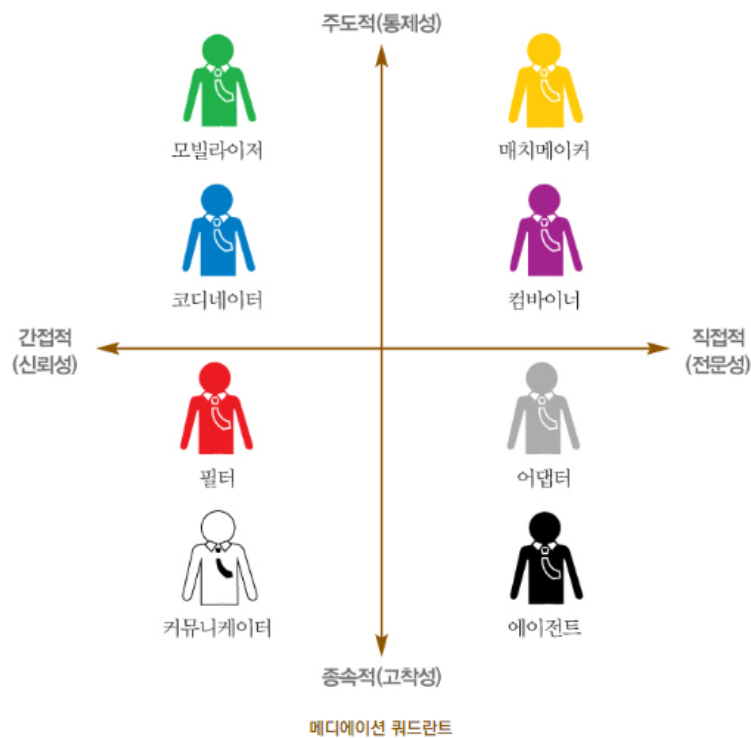 주도적(통제성)
모빌라이저
매치메이커
코디네이터
컴바이너
간접적
(신뢰성)
직접적
(전문성)
필터
어댑터
커뮤니케이터
에이전트
종속적(고착성)
메디에이션 쿼드란트